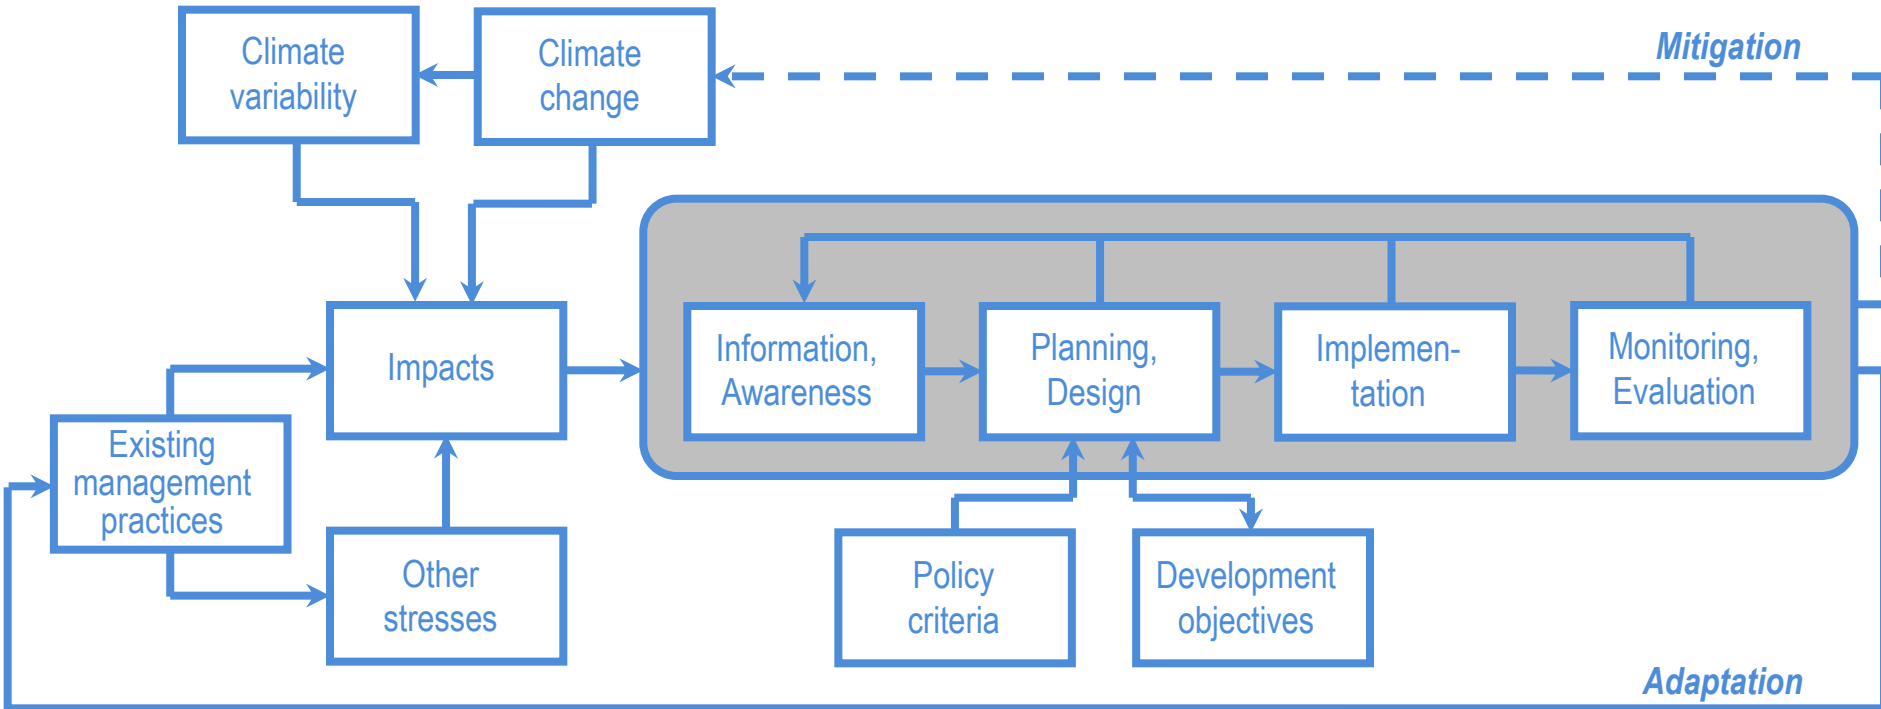 Climate
variability
Climate
change
Mitigation
Impacts
Information,
Awareness
Planning,
Design
Implemen-
tation
Monitoring,
Evaluation
Existing
management
practices
Other
stresses
Policy
criteria
Development
objectives
Adaptation